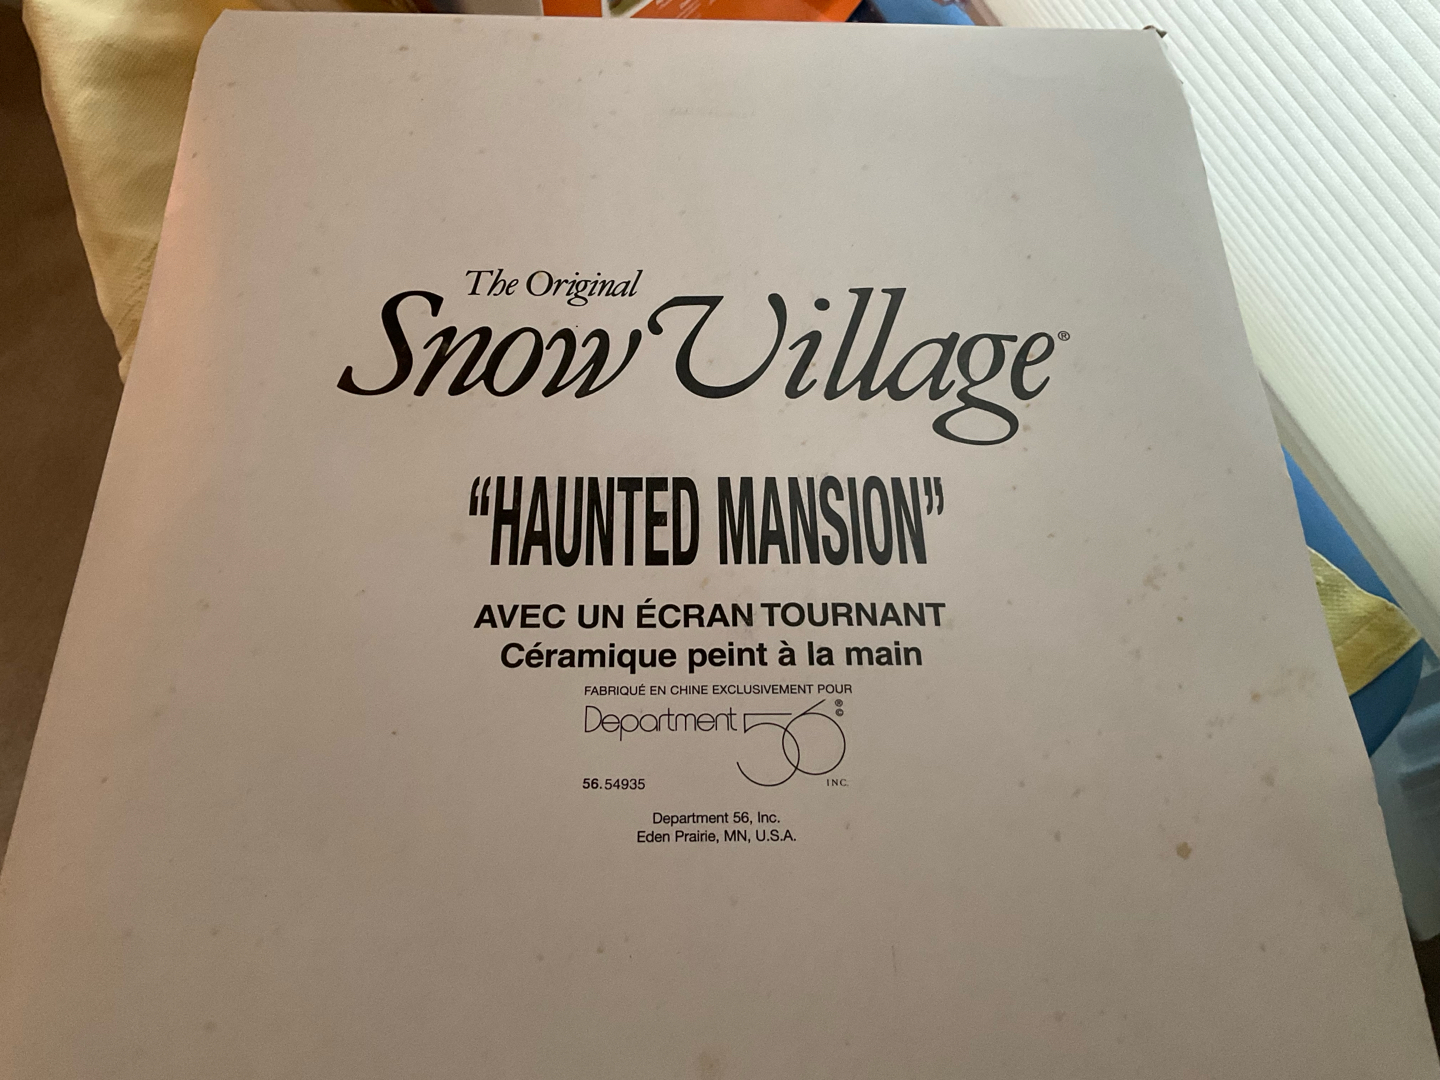 The Original
Snow Village®
“HAUNTED MANSION”
AVEC UN ÉCRAN TOURNANT
Céramique peint à la main
FABRIQUÉ EN CHINE EXCLUSIVEMENT POUR
Department 56 ® ©
56.54935 INC.
Department 56, Inc.
Eden Prairie, MN, U.S.A.